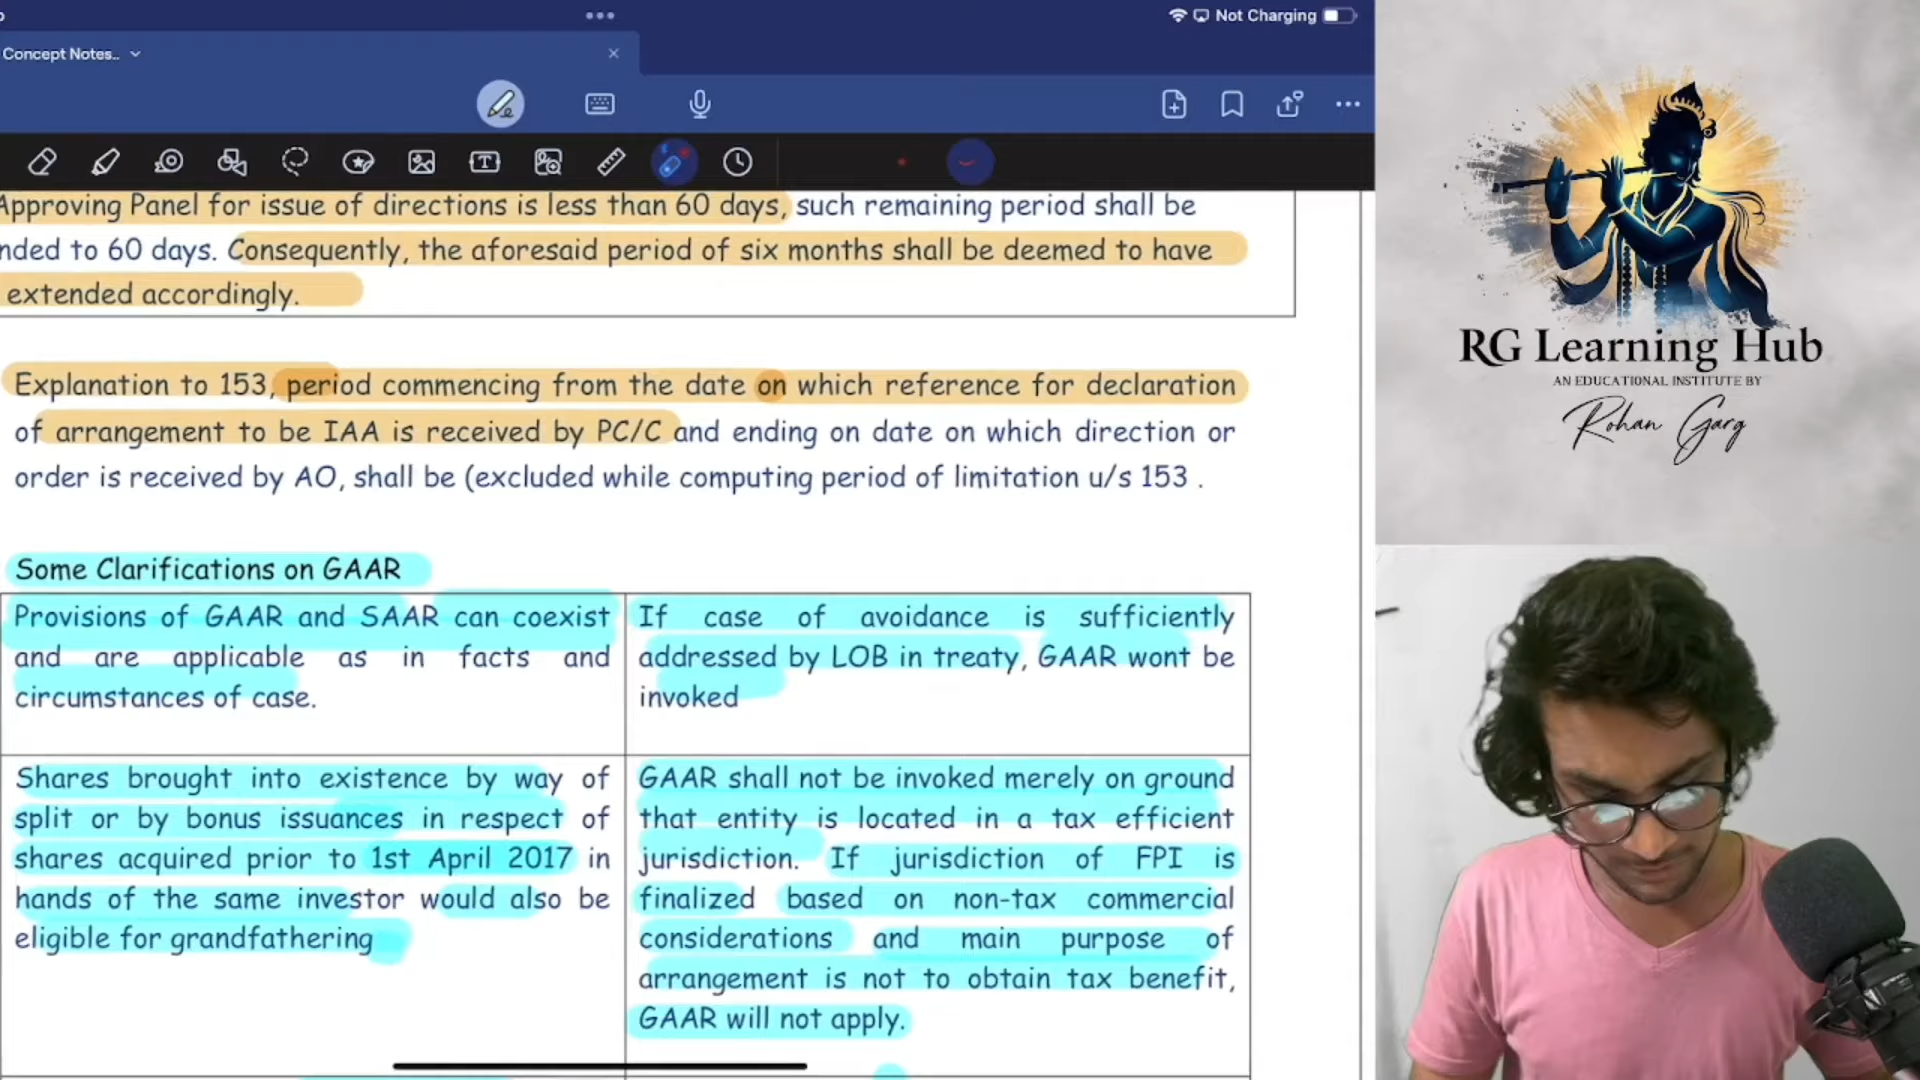 Not Charging
Concept Notes..
Approving Panel for issue of directions is less than 60 days, such remaining period shall be
nded to 60 days. Consequently, the aforesaid period of six months shall be deemed to have
extended accordingly.
Explanation to 153, period commencing from the date on which reference for declaration
of arrangement to be IAA is received by PC/C and ending on date on which direction or
order is received by AO, shall be (excluded while computing period of limitation u/s 153 .
Some Clarifications on GAAR
Provisions of GAAR and SAAR can coexist
and are applicable as in facts and
circumstances of case.
If case of avoidance is sufficiently
addressed by LOB in treaty, GAAR wont be
invoked
Shares brought into existence by way of
split or by bonus issuances in respect of
shares acquired prior to 1st April 2017 in
hands of the same investor would also be
eligible for grandfathering
GAAR shall not be invoked merely on ground
that entity is located in a tax efficient
jurisdiction. If jurisdiction of FPI is
finalized based on non-tax commercial
considerations and main purpose of
arrangement is not to obtain tax benefit,
GAAR will not apply.
RG Learning Hub
AN EDUCATIONAL INSTITUTE BY
Rohan Garg